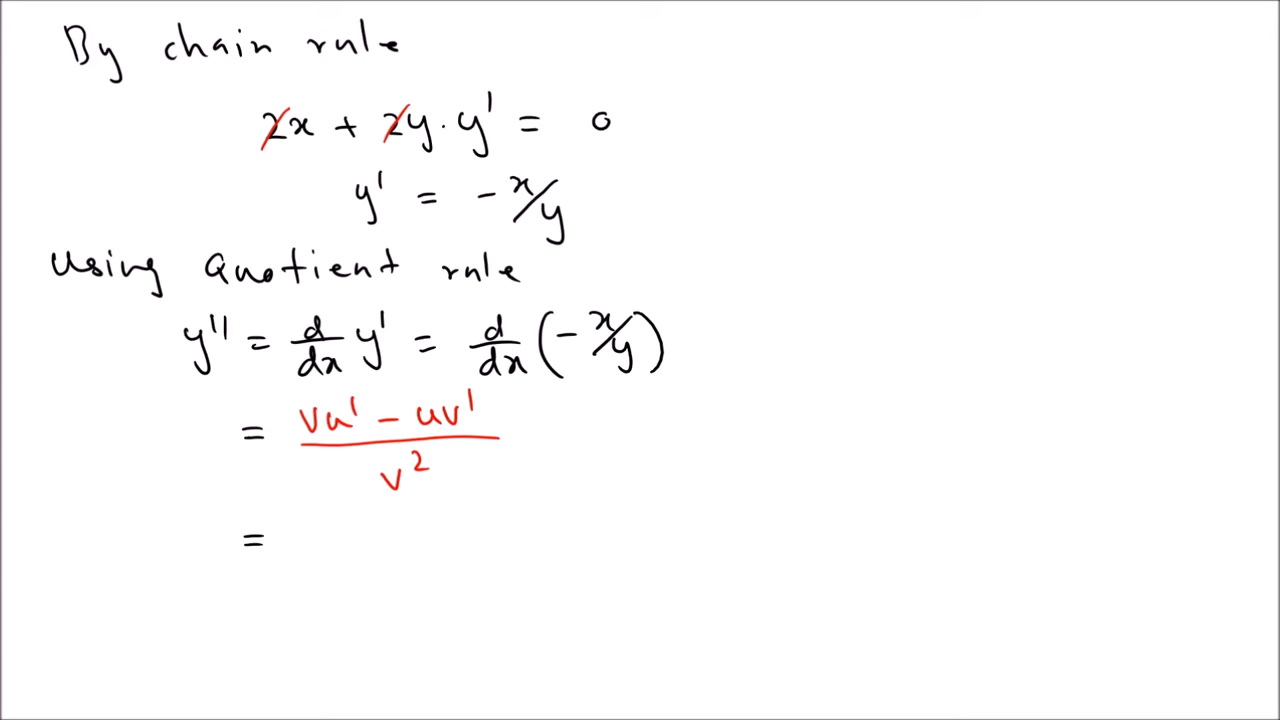 By chain rule
2x + 2y · y' = 0
y' = - x/y
Using Quotient rule
y'' = d/dx y' = d/dx (- x/y)
= vu' - uv' / v²
=